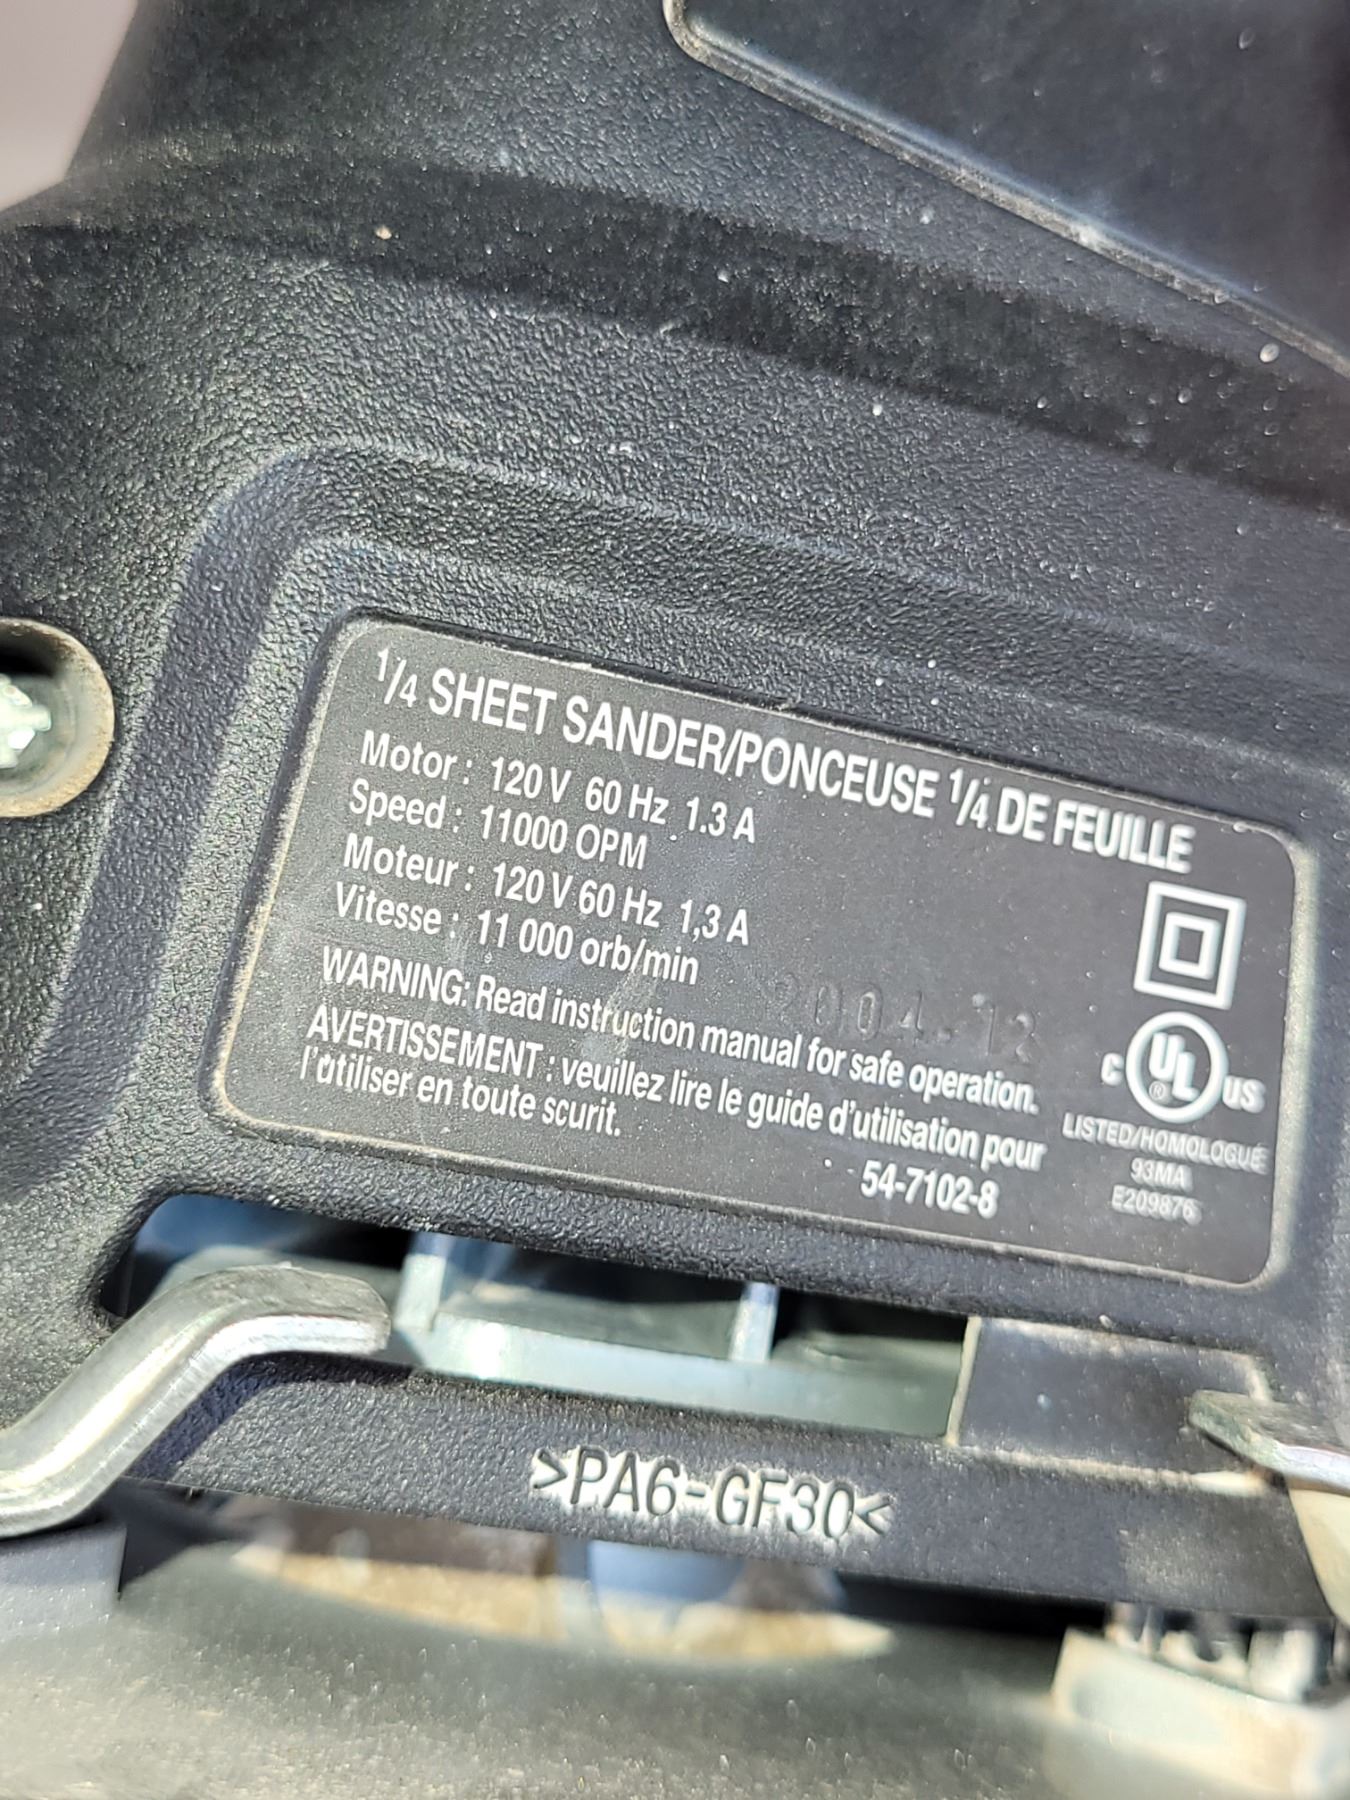 1/4 SHEET SANDER/PONCEUSE 1/4 DE FEUILLE
Motor : 120 V 60 Hz 1.3 A
Speed : 11000 OPM
Moteur : 120 V 60 Hz 1,3 A
Vitesse : 11 000 orb/min
2004-12
WARNING: Read instruction manual for safe operation.
AVERTISSEMENT : veuillez lire le guide d'utilisation pour
l'utiliser en toute scurit.
54-7102-8
C UL ® US
LISTED/HOMOLOGUÉ
93MA
E209876
>PA6-GF30<